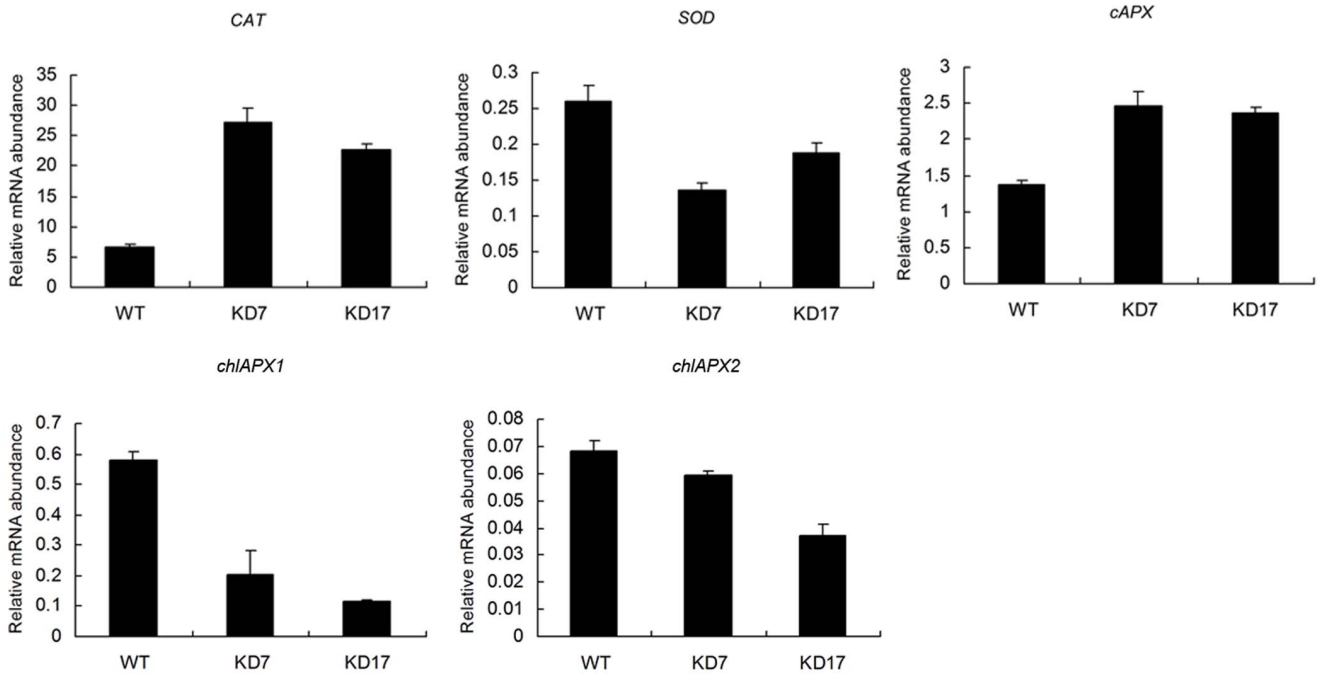 CAT
Relative mRNA abundance
35
30
25
20
15
10
5
0
WT KD7 KD17
SOD
Relative mRNA abundance
0.3
0.25
0.2
0.15
0.1
0.05
0
WT KD7 KD17
cAPX
Relative mRNA abundance
3
2.5
2
1.5
1
0.5
0
WT KD7 KD17
chlAPX1
Relative mRNA abundance
0.7
0.6
0.5
0.4
0.3
0.2
0.1
0
WT KD7 KD17
chlAPX2
Relative mRNA abundance
0.08
0.07
0.06
0.05
0.04
0.03
0.02
0.01
0
WT KD7 KD17